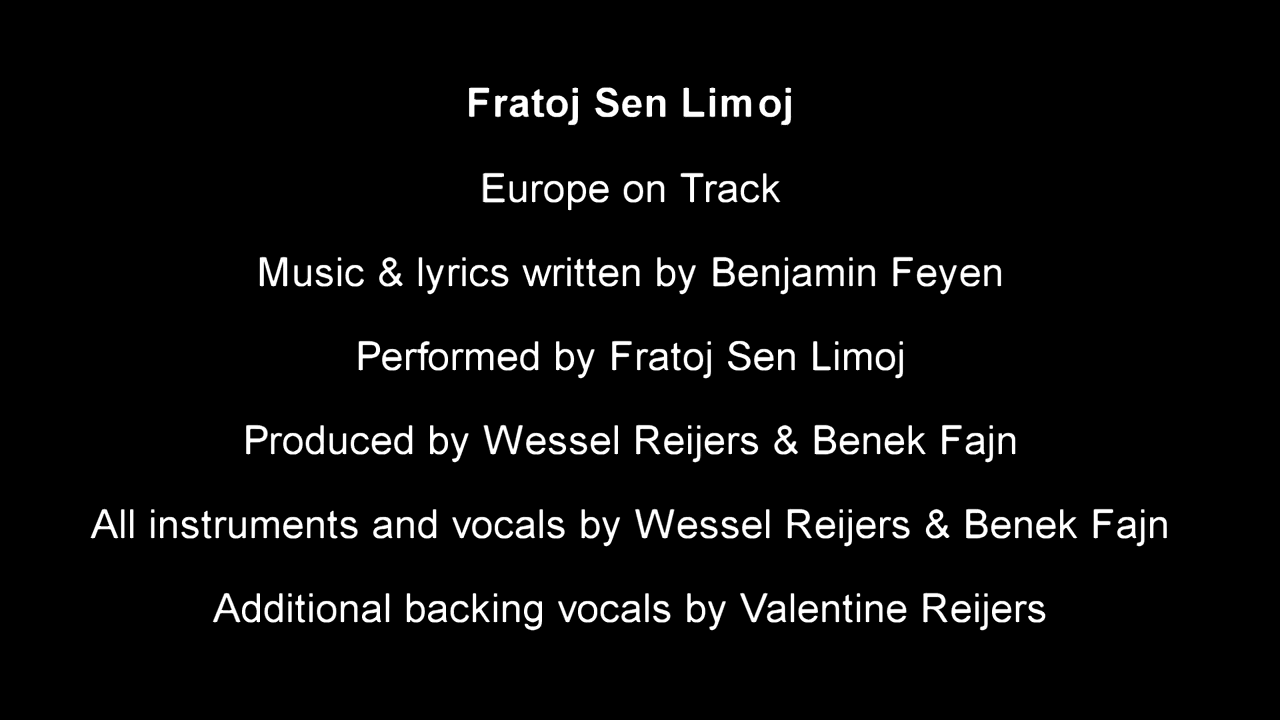 Fratoj Sen Limoj
Europe on Track
Music & lyrics written by Benjamin Feyen
Performed by Fratoj Sen Limoj
Produced by Wessel Reijers & Benek Fajn
All instruments and vocals by Wessel Reijers & Benek Fajn
Additional backing vocals by Valentine Reijers